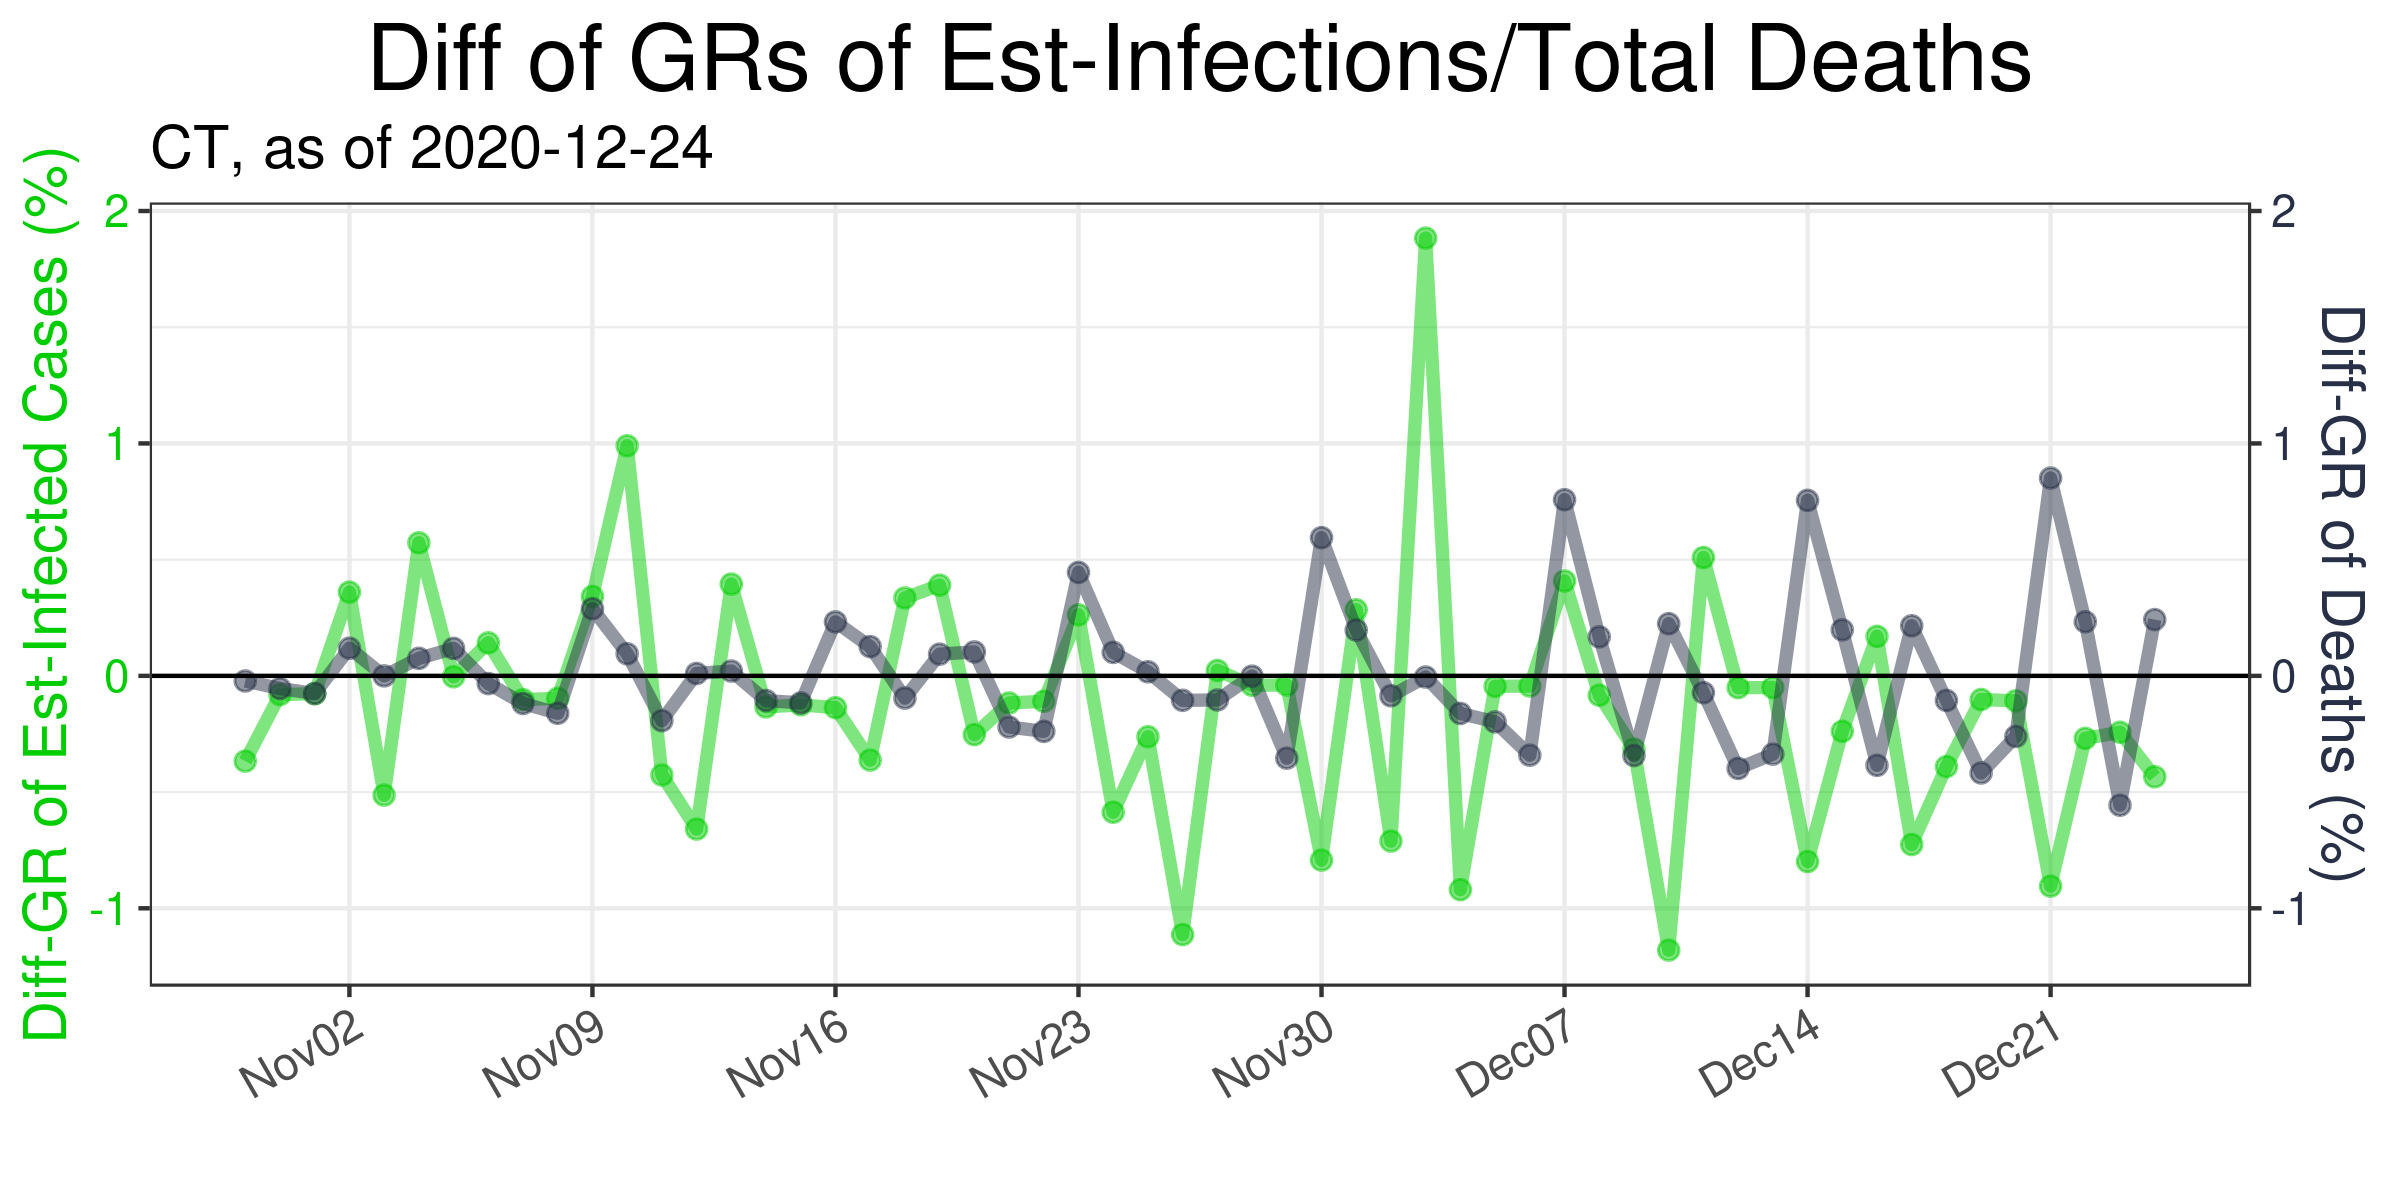 Diff of GRs of Est-Infections/Total Deaths
CT, as of 2020-12-24
Diff-GR of Est-Infected Cases (%)
2
1
0
-1
2
1
0
-1
Diff-GR of Deaths (%)
Nov02
Nov09
Nov16
Nov23
Nov30
Dec07
Dec14
Dec21